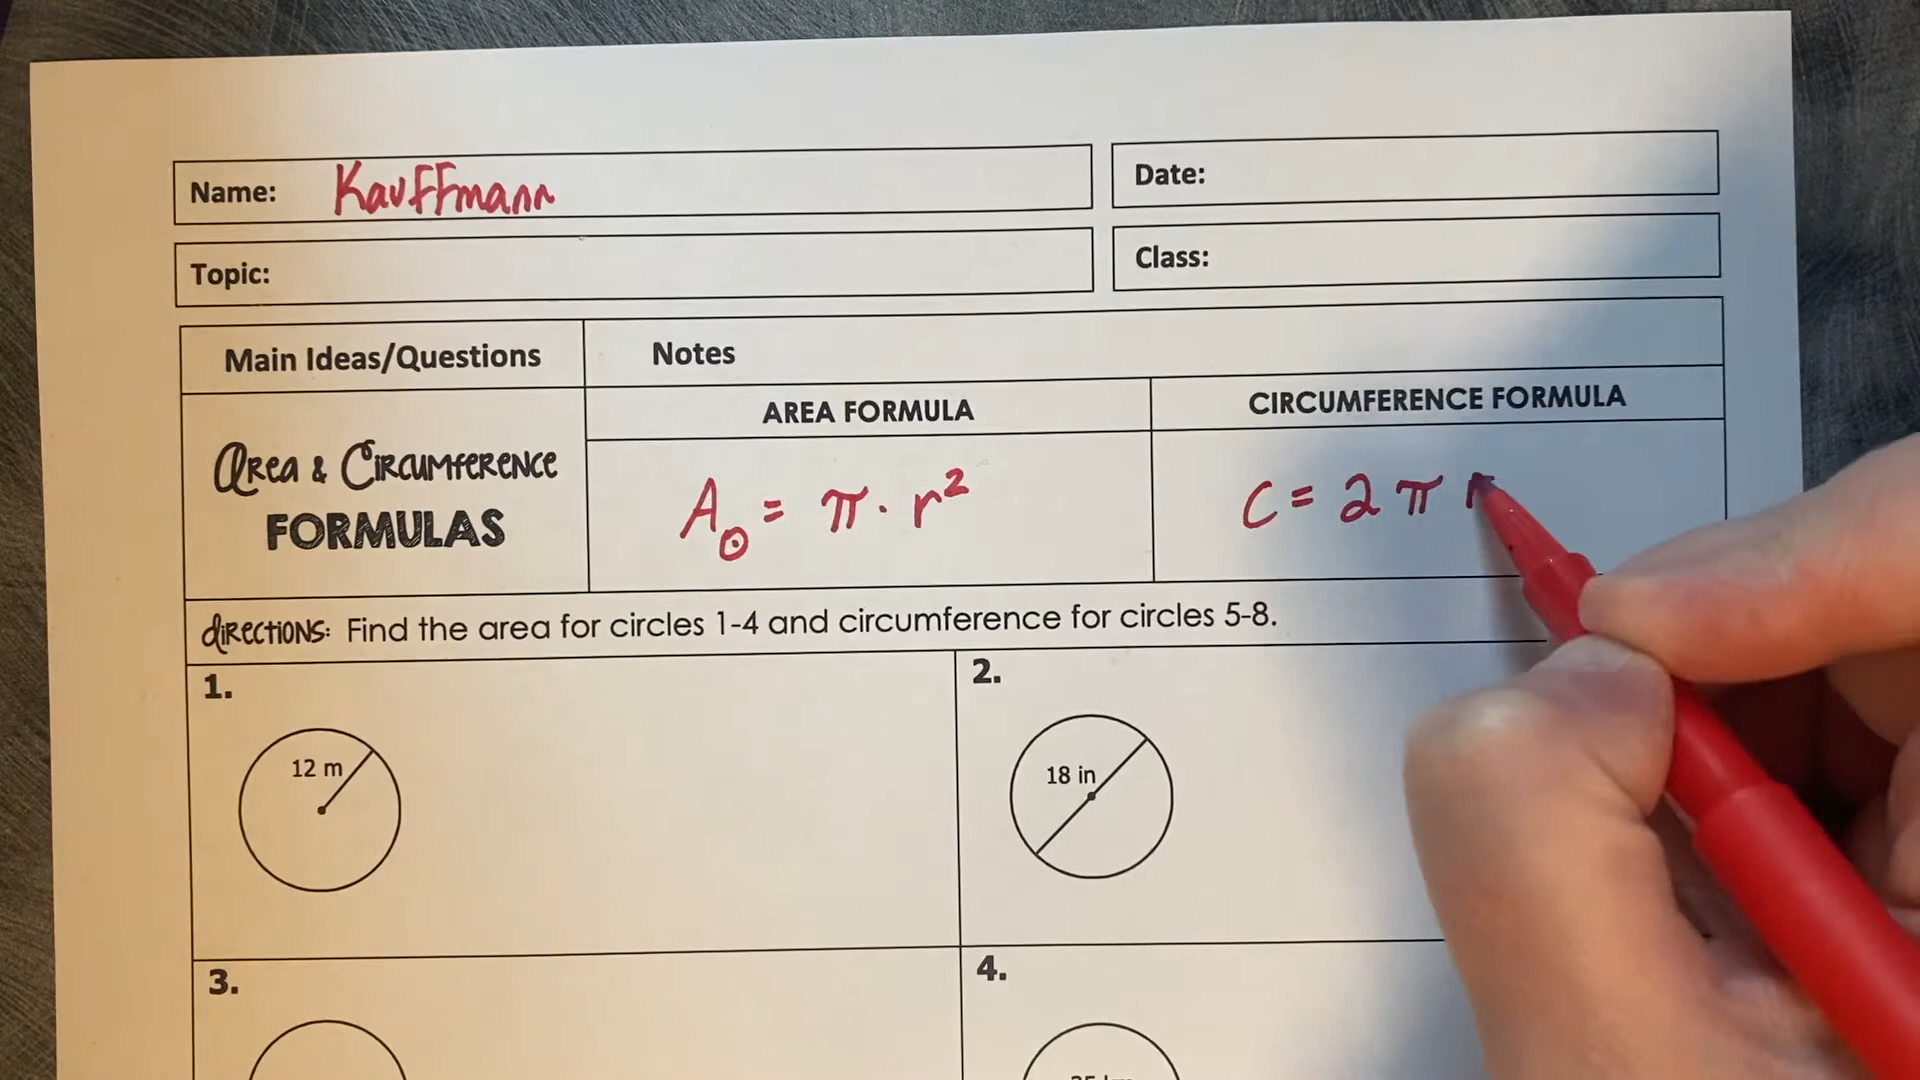 Name: Kauffmann
Date:
Topic:
Class:
Main Ideas/Questions
Notes
AREA FORMULA
CIRCUMFERENCE FORMULA
Area & Circumference
FORMULAS
A⊙ = π · r²
C = 2 π r
Directions: Find the area for circles 1-4 and circumference for circles 5-8.
1.
2.
12 m
18 in
3.
4.